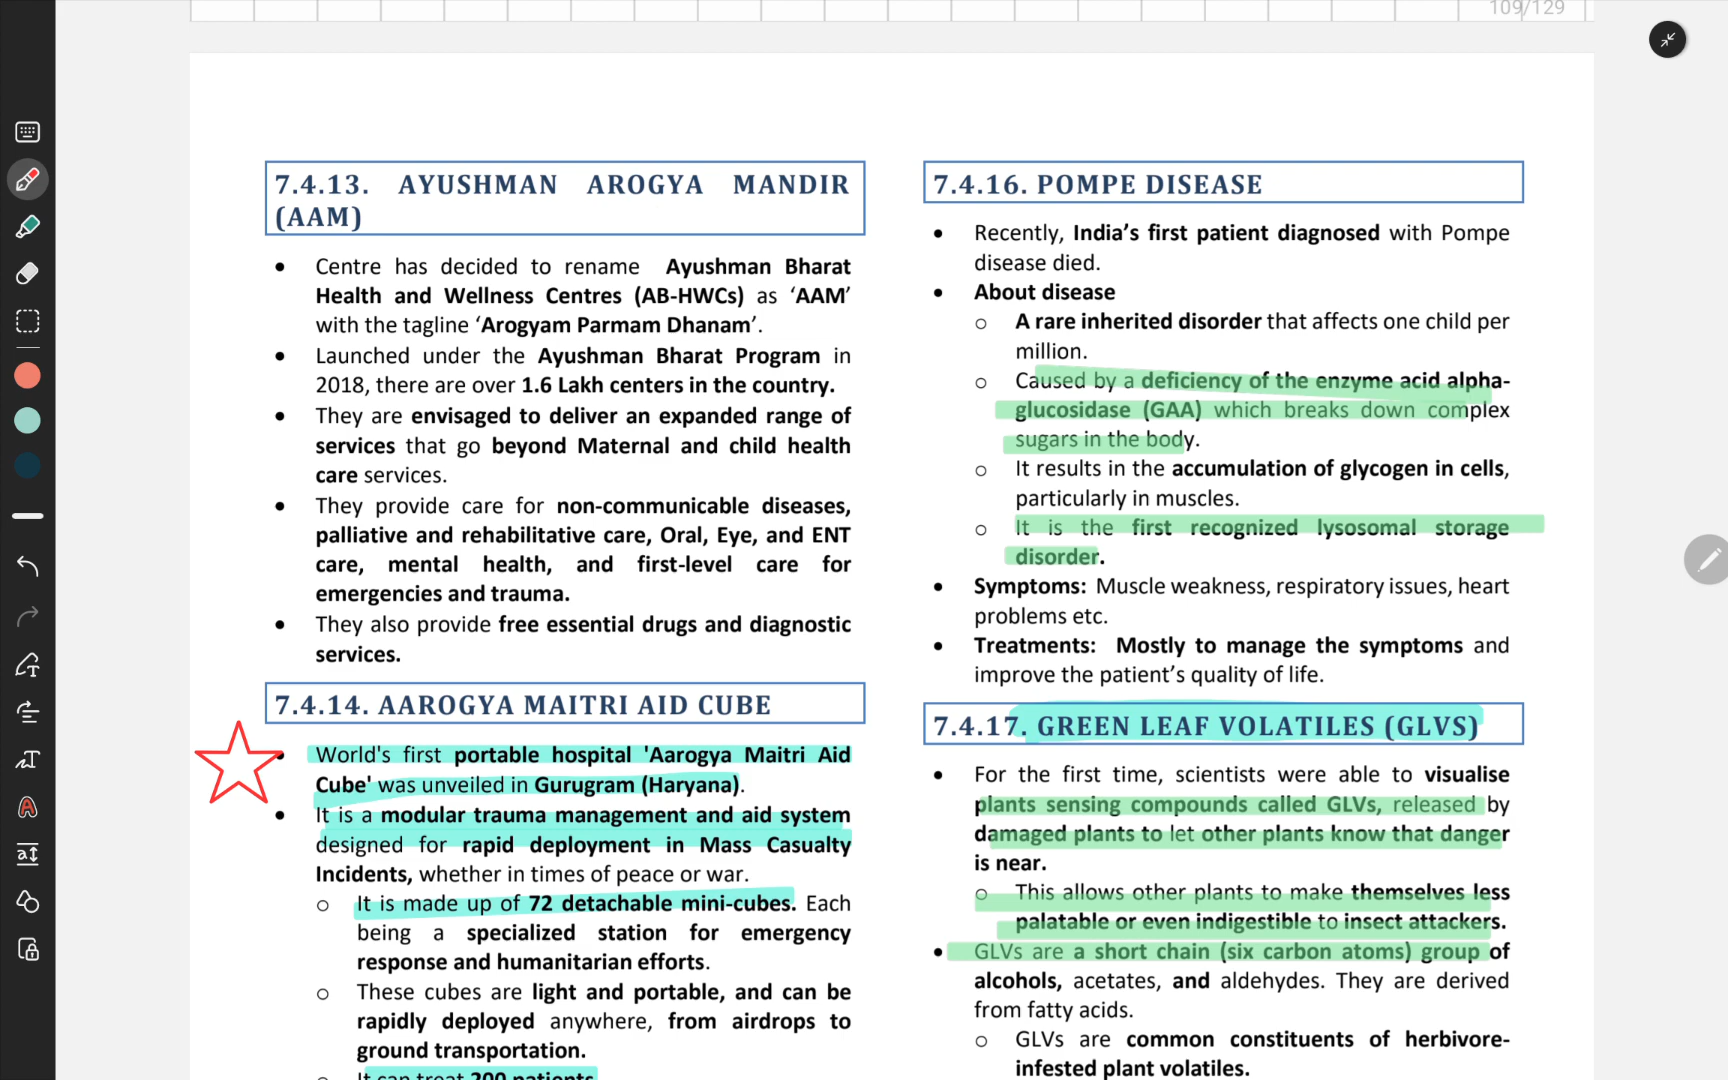 109/129
7.4.13. AYUSHMAN AROGYA MANDIR
(AAM)
• Centre has decided to rename Ayushman Bharat
Health and Wellness Centres (AB-HWCs) as ‘AAM’
with the tagline ‘Arogyam Parmam Dhanam’.
• Launched under the Ayushman Bharat Program in
2018, there are over 1.6 Lakh centers in the country.
• They are envisaged to deliver an expanded range of
services that go beyond Maternal and child health
care services.
• They provide care for non-communicable diseases,
palliative and rehabilitative care, Oral, Eye, and ENT
care, mental health, and first-level care for
emergencies and trauma.
• They also provide free essential drugs and diagnostic
services.
7.4.14. AAROGYA MAITRI AID CUBE
• World's first portable hospital 'Aarogya Maitri Aid
Cube' was unveiled in Gurugram (Haryana).
• It is a modular trauma management and aid system
designed for rapid deployment in Mass Casualty
Incidents, whether in times of peace or war.
o It is made up of 72 detachable mini-cubes. Each
being a specialized station for emergency
response and humanitarian efforts.
o These cubes are light and portable, and can be
rapidly deployed anywhere, from airdrops to
ground transportation.
o It can treat 200 patients
7.4.16. POMPE DISEASE
• Recently, India’s first patient diagnosed with Pompe
disease died.
• About disease
o A rare inherited disorder that affects one child per
million.
o Caused by a deficiency of the enzyme acid alpha-
glucosidase (GAA) which breaks down complex
sugars in the body.
o It results in the accumulation of glycogen in cells,
particularly in muscles.
o It is the first recognized lysosomal storage
disorder.
• Symptoms: Muscle weakness, respiratory issues, heart
problems etc.
• Treatments: Mostly to manage the symptoms and
improve the patient’s quality of life.
7.4.17. GREEN LEAF VOLATILES (GLVS)
• For the first time, scientists were able to visualise
plants sensing compounds called GLVs, released by
damaged plants to let other plants know that danger
is near.
o This allows other plants to make themselves less
palatable or even indigestible to insect attackers.
• GLVs are a short chain (six carbon atoms) group of
alcohols, acetates, and aldehydes. They are derived
from fatty acids.
o GLVs are common constituents of herbivore-
infested plant volatiles.